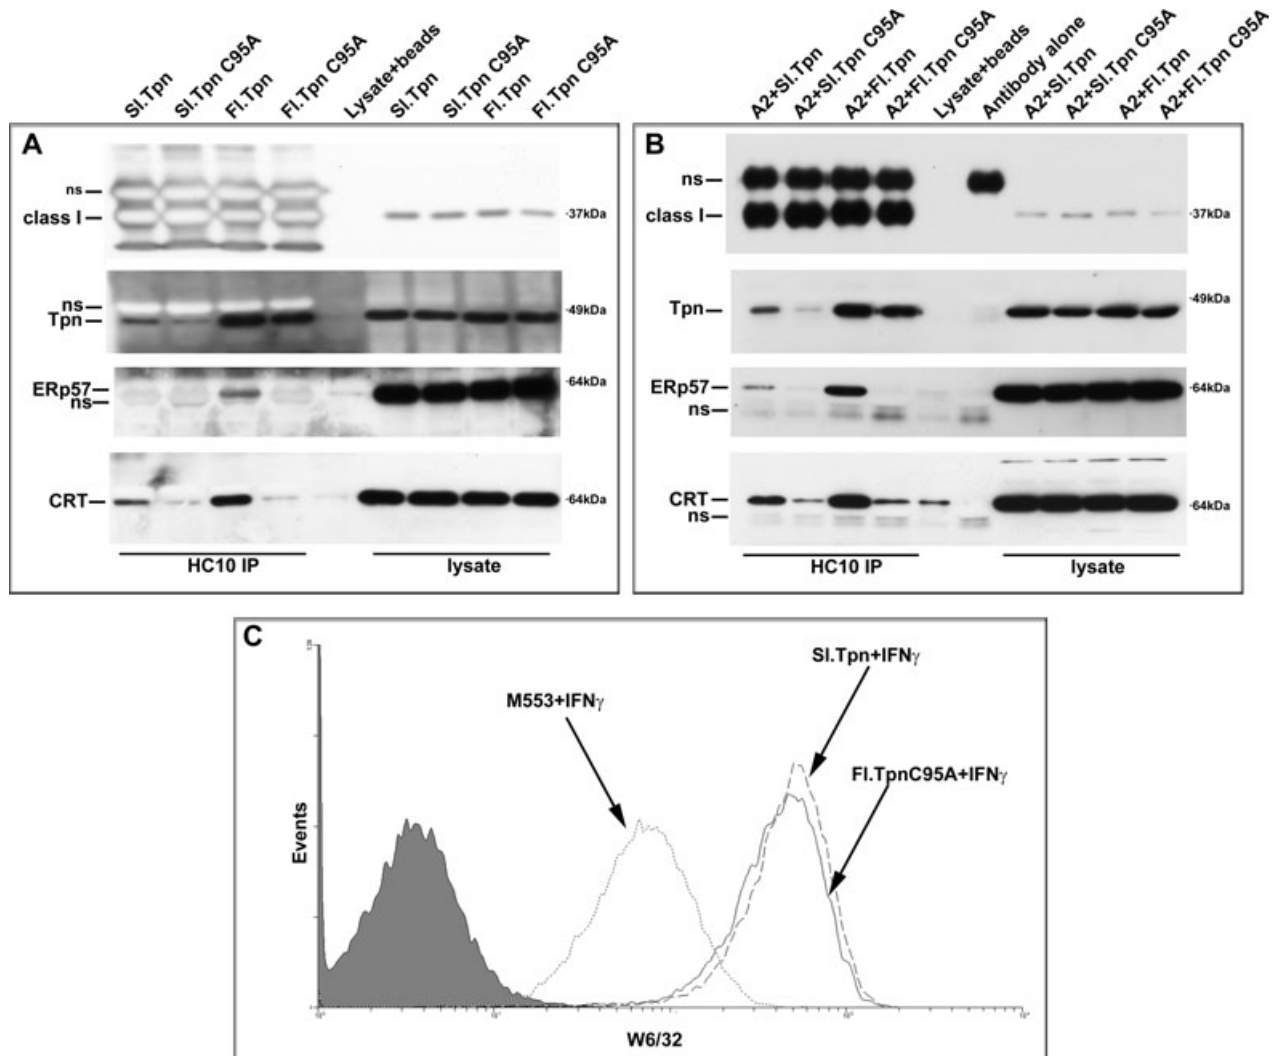 A
Sl.Tpn
Sl.Tpn C95A
Fl.Tpn
Fl.Tpn C95A
Lysate+beads
Sl.Tpn
Sl.Tpn C95A
Fl.Tpn
Fl.Tpn C95A
ns
class I
-37kDa
ns
Tpn
-49kDa
ERp57
ns
-64kDa
CRT
-64kDa
HC10 IP
lysate
B
A2+Sl.Tpn
A2+Sl.Tpn C95A
A2+Fl.Tpn
A2+Fl.Tpn C95A
Lysate+beads
Antibody alone
A2+Sl.Tpn
A2+Sl.Tpn C95A
A2+Fl.Tpn
A2+Fl.Tpn C95A
ns
class I
-37kDa
Tpn
-49kDa
ERp57
ns
-64kDa
CRT
ns
-64kDa
HC10 IP
lysate
C
Sl.Tpn+IFNγ
M553+IFNγ
Fl.TpnC95A+IFNγ
Events
W6/32